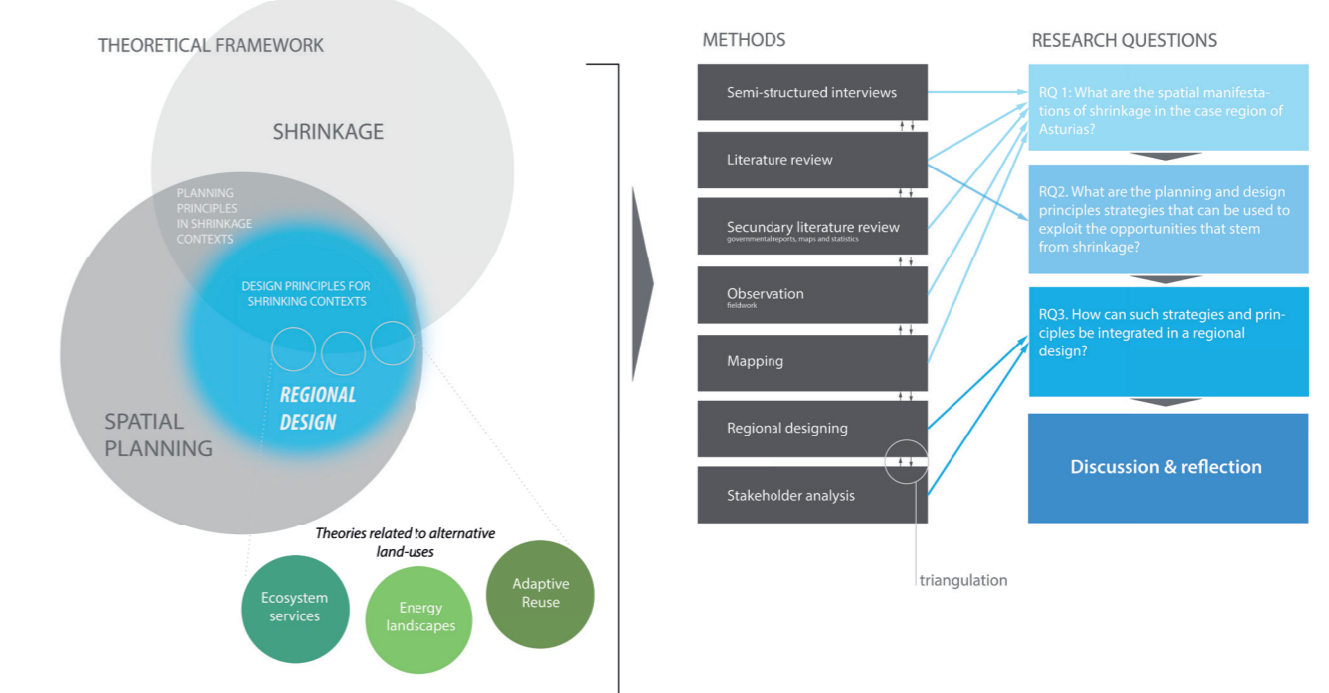 THEORETICAL FRAMEWORK
SHRINKAGE
PLANNING
PRINCIPLES
IN SHRINKAGE
CONTEXTS
DESIGN PRINCIPLES FOR
SHRINKING CONTEXTS
REGIONAL
DESIGN
SPATIAL
PLANNING
Theories related to alternative
land-uses
Ecosystem
services
Energy
landscapes
Adaptive
Reuse
METHODS
Semi-structured interviews
Literature review
Secundary literature review
governmentalreports, maps and statistics
Observation
fieldwork
Mapping
Regional designing
Stakeholder analysis
triangulation
RESEARCH QUESTIONS
RQ 1: What are the spatial manifesta-
tions of shrinkage in the case region of
Asturias?
RQ2. What are the planning and design
principles strategies that can be used to
exploit the opportunities that stem
from shrinkage?
RQ3. How can such strategies and prin-
ciples be integrated in a regional
design?
Discussion & reflection